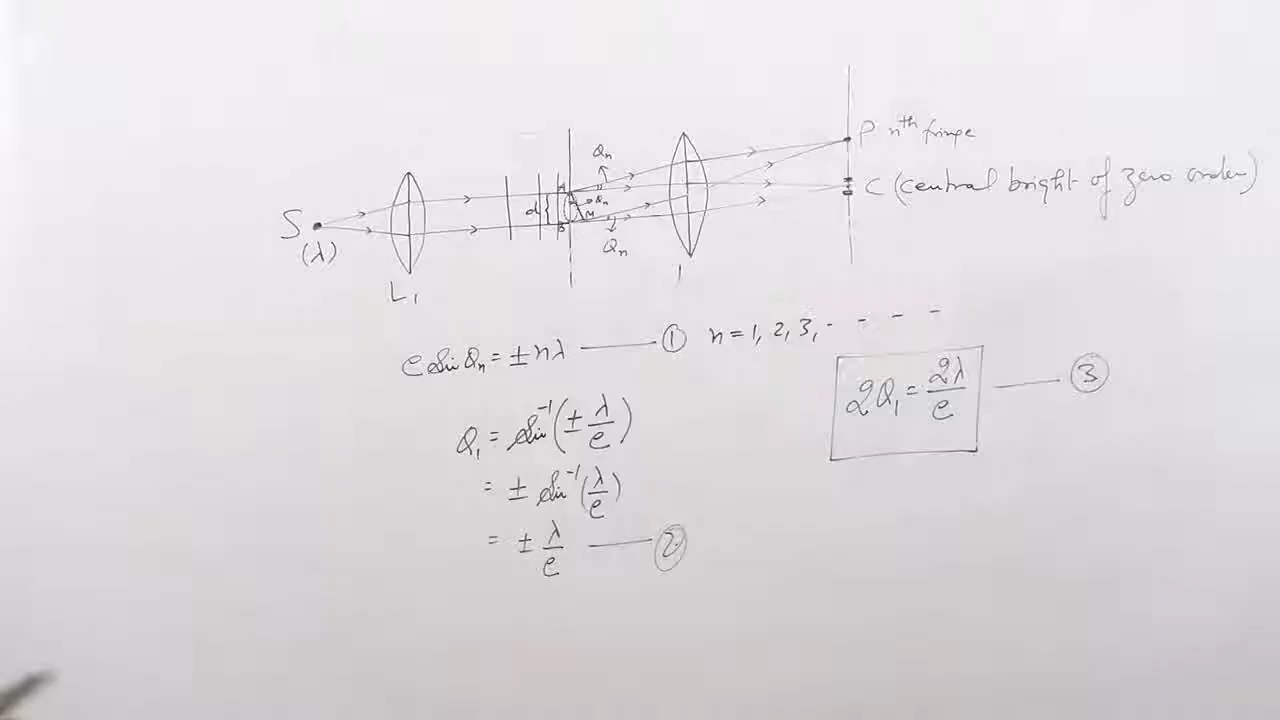 P nth fringe
C (central bright of zero order)
S
(λ)
L1
A
B
M
d
θn
θn
θn
e sin θn = ± nλ —— ① n = 1, 2, 3, - - - - -
θ1 = sin⁻¹(± λ/e)
= ± sin⁻¹(λ/e)
= ± λ/e —— ②
2θ1 = 2λ/e —— ③